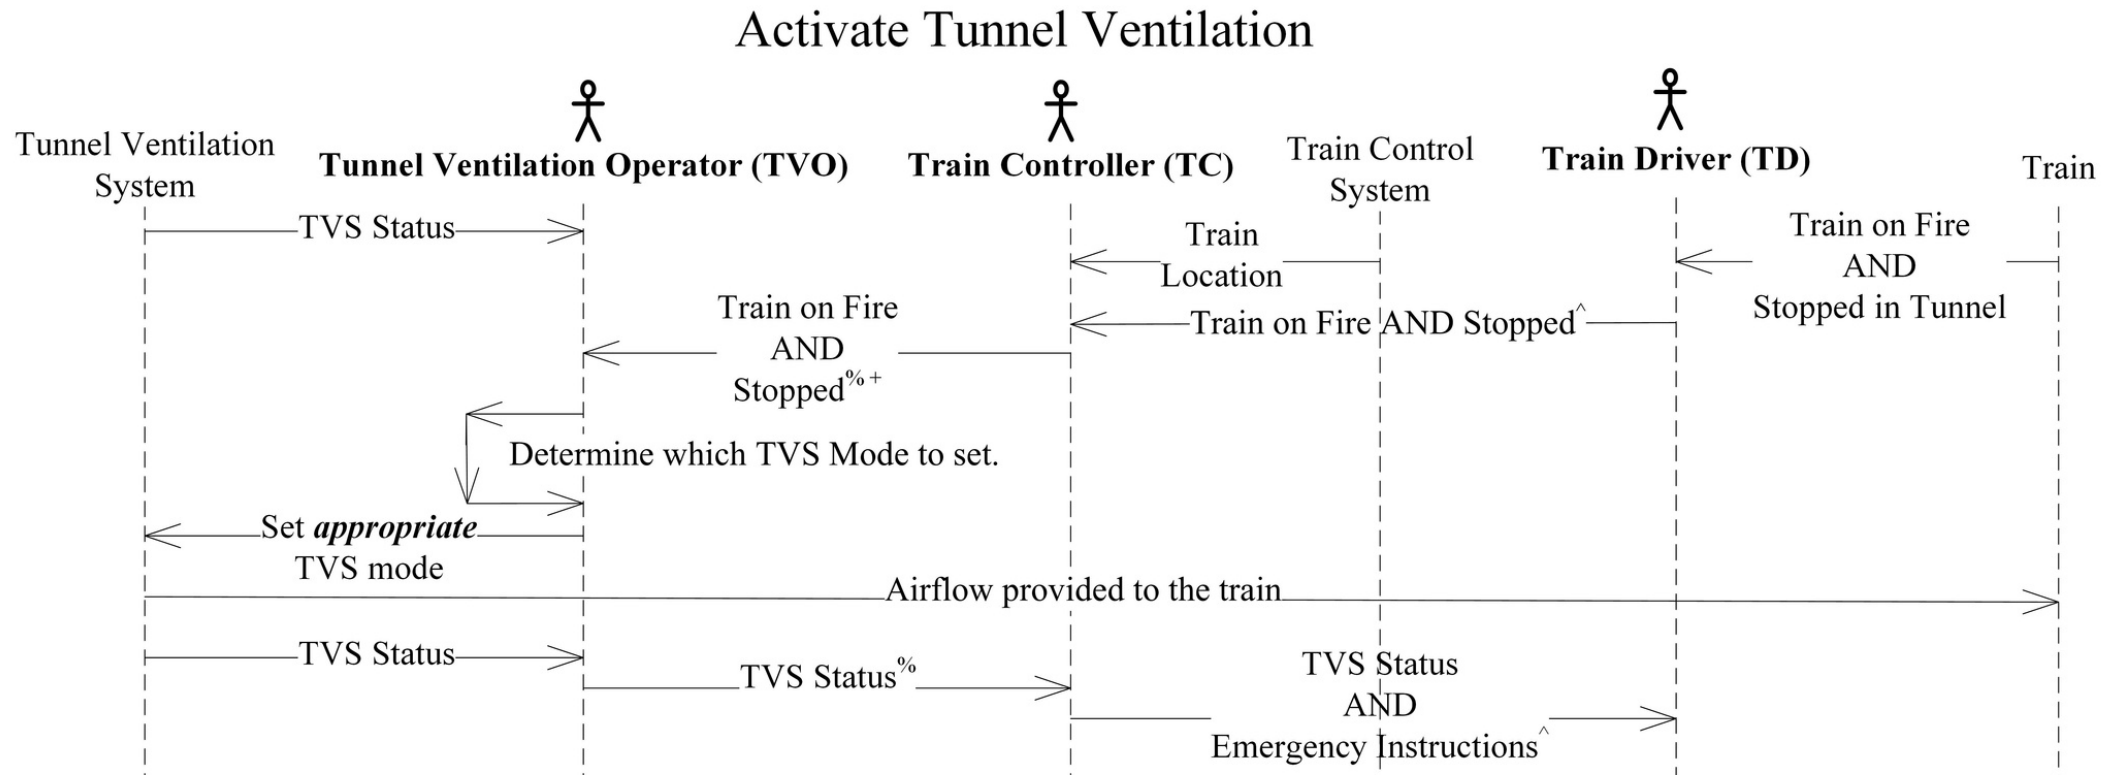 Activate Tunnel Ventilation
Tunnel Ventilation
System
Tunnel Ventilation Operator (TVO)
Train Controller (TC)
Train Control
System
Train Driver (TD)
Train
TVS Status
Train
Location
Train on Fire
AND
Stopped in Tunnel
Train on Fire AND Stopped^
Train on Fire
AND
Stopped% +
Determine which TVS Mode to set.
Set appropriate
TVS mode
Airflow provided to the train
TVS Status
TVS Status%
TVS Status
AND
Emergency Instructions^